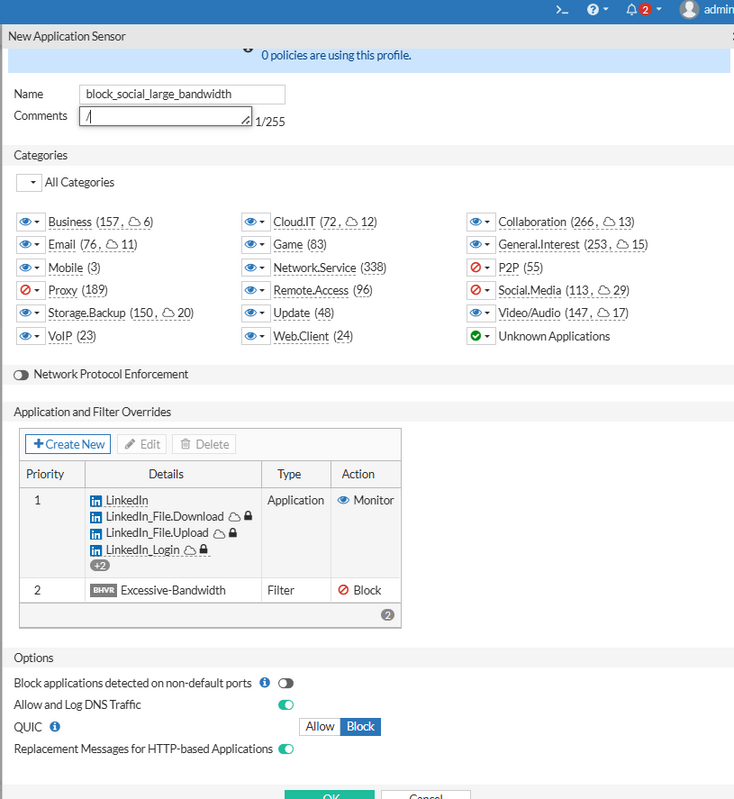 >_ ? 2 admin
New Application Sensor
0 policies are using this profile.
Name block_social_large_bandwidth
Comments / 1/255
Categories
All Categories
Business (157, 6) Cloud.IT (72, 12) Collaboration (266, 13)
Email (76, 11) Game (83) General.Interest (253, 15)
Mobile (3) Network.Service (338) P2P (55)
Proxy (189) Remote.Access (96) Social.Media (113, 29)
Storage.Backup (150, 20) Update (48) Video/Audio (147, 17)
VoIP (23) Web.Client (24) Unknown Applications
Network Protocol Enforcement
Application and Filter Overrides
+Create New Edit Delete
Priority Details Type Action
1 in LinkedIn Application Monitor
in LinkedIn_File.Download
in LinkedIn_File.Upload
in LinkedIn_Login
+2
2 BHVR Excessive-Bandwidth Filter Block
2
Options
Block applications detected on non-default ports i
Allow and Log DNS Traffic
QUIC i Allow Block
Replacement Messages for HTTP-based Applications
OK Cancel